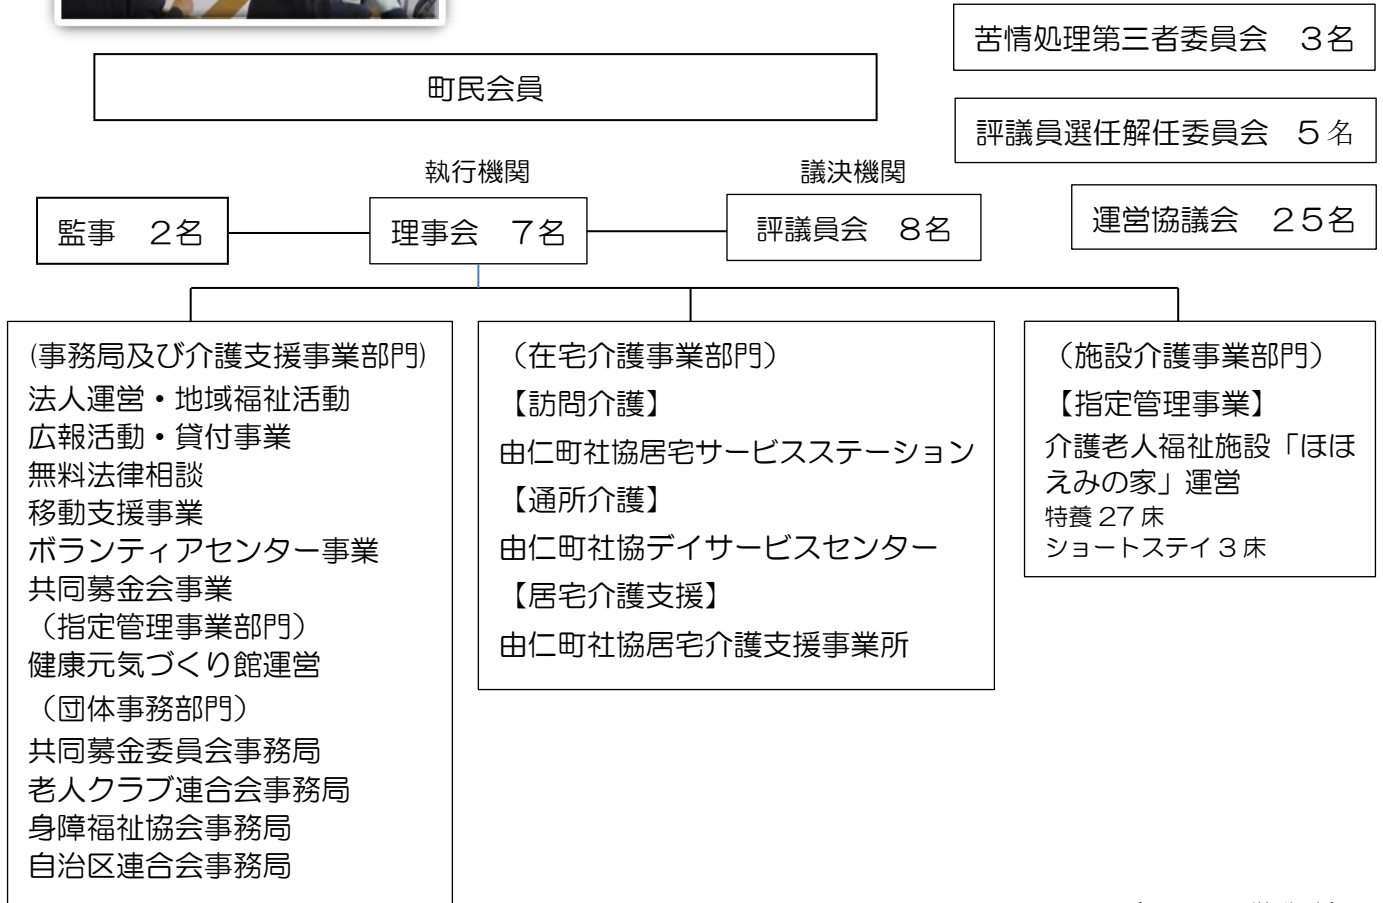 苦情処理第三者委員会　３名
町民会員
評議員選任解任委員会　５名
執行機関
議決機関
監事　２名
理事会　７名
評議員会　８名
運営協議会　２５名
(事務局及び介護支援事業部門)
法人運営・地域福祉活動
広報活動・貸付事業
無料法律相談
移動支援事業
ボランティアセンター事業
共同募金会事業
（指定管理事業部門）
健康元気づくり館運営
（団体事務部門）
共同募金委員会事務局
老人クラブ連合会事務局
身障福祉協会事務局
自治区連合会事務局
（在宅介護事業部門）
【訪問介護】
由仁町社協居宅サービスステーション
【通所介護】
由仁町社協デイサービスセンター
【居宅介護支援】
由仁町社協居宅介護支援事業所
（施設介護事業部門）
【指定管理事業】
介護老人福祉施設「ほほ
えみの家」運営
特養 27 床
ショートステイ 3 床